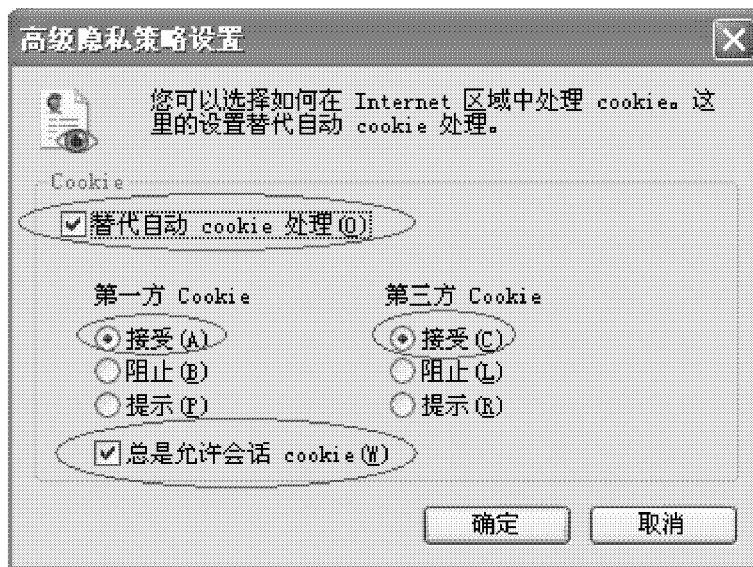 高级隐私策略设置
您可以选择如何在 Internet 区域中处理 cookie。这
里的设置替代自动 cookie 处理。
Cookie
替代自动 cookie 处理(O)
第一方 Cookie 第三方 Cookie
接受(A) 接受(C)
阻止(B) 阻止(L)
提示(P) 提示(R)
总是允许会话 cookie(W)
确定 取消